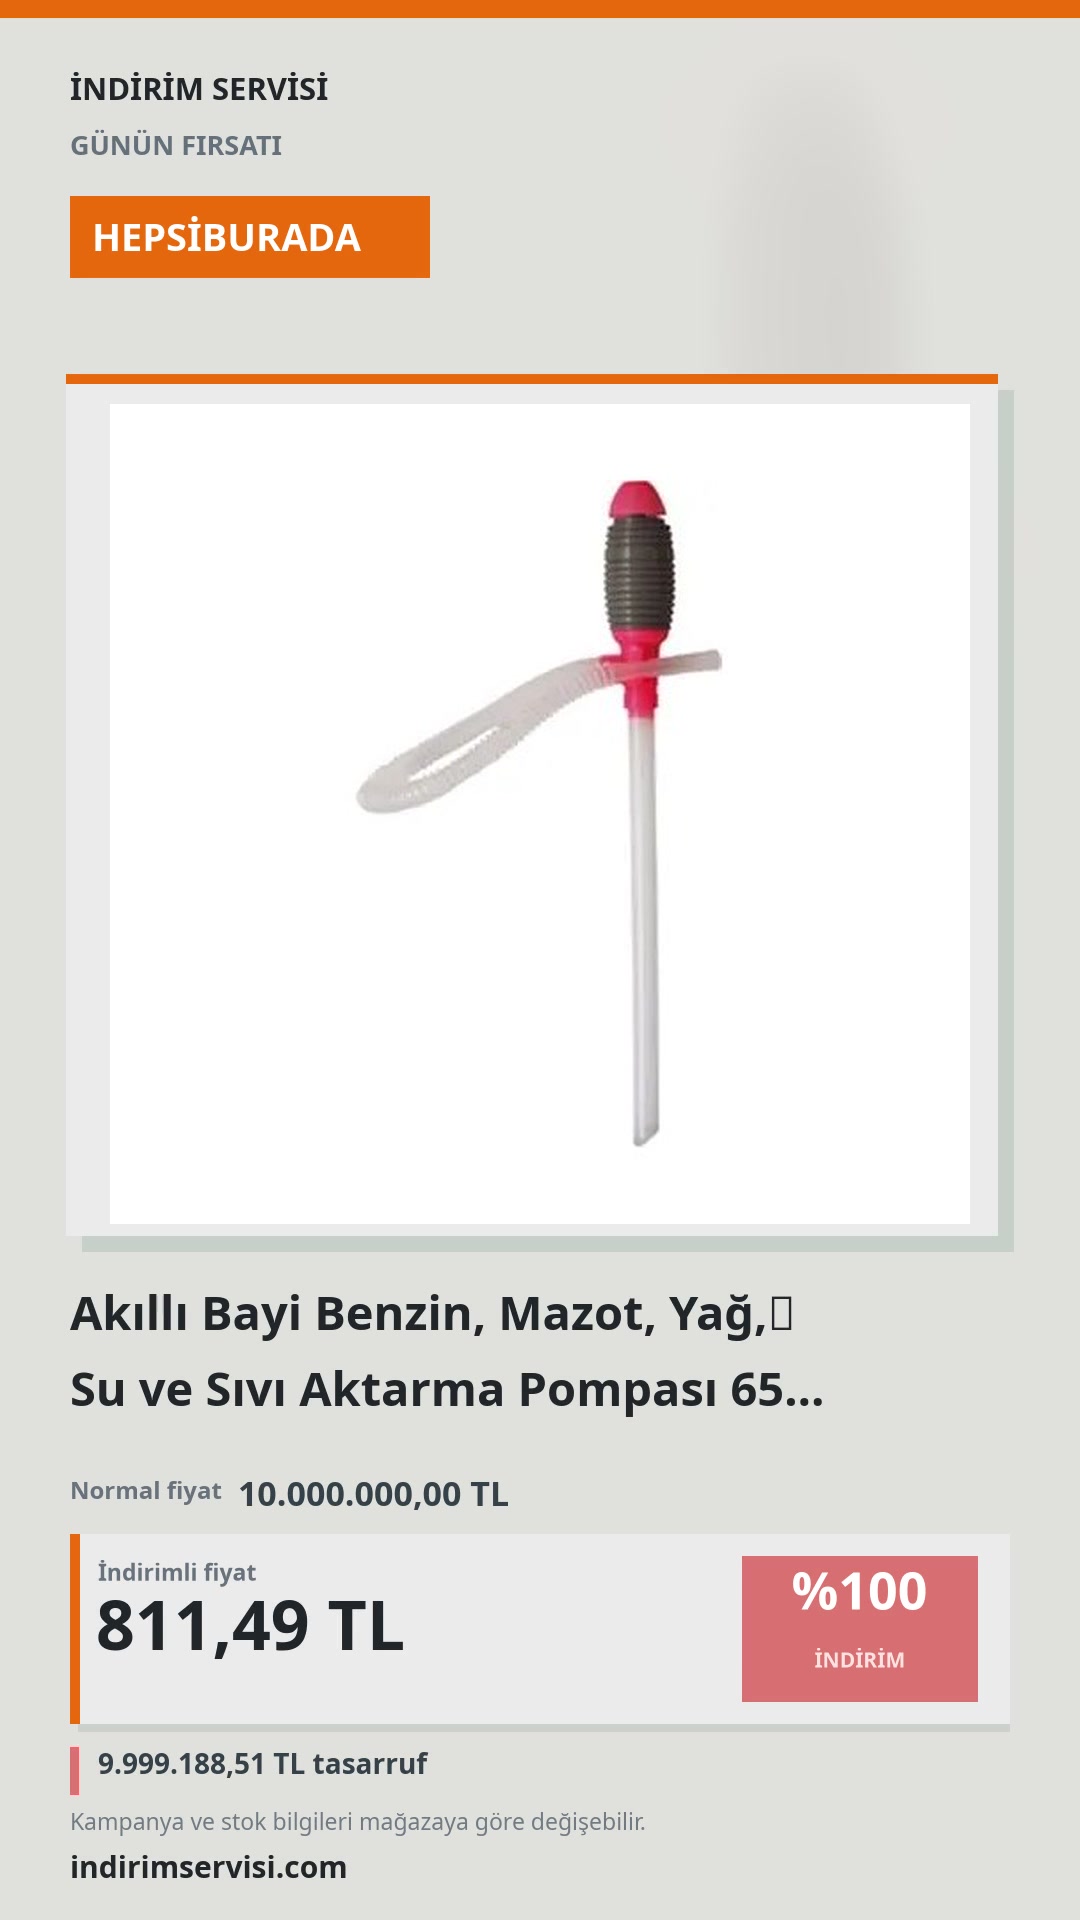 İNDİRİM SERVİSİ
GÜNÜN FIRSATI
HEPSİBURADA
Akıllı Bayi Benzin, Mazot, Yağ,
Su ve Sıvı Aktarma Pompası 65...
Normal fiyat 10.000.000,00 TL
İndirimli fiyat
811,49 TL
%100
İNDİRİM
9.999.188,51 TL tasarruf
Kampanya ve stok bilgileri mağazaya göre değişebilir.
indirimservisi.com